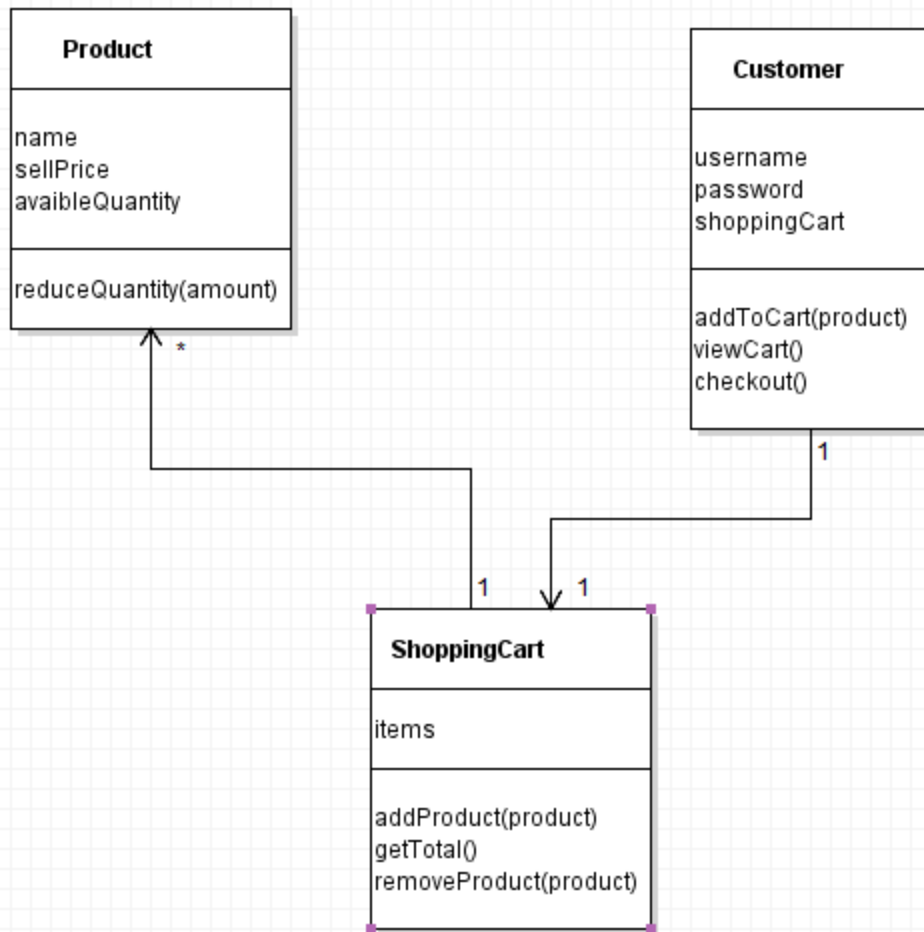 Product
name
sellPrice
avaibleQuantity
reduceQuantity(amount)
*
Customer
username
password
shoppingCart
addToCart(product)
viewCart()
checkout()
1
1
1
ShoppingCart
items
addProduct(product)
getTotal()
removeProduct(product)